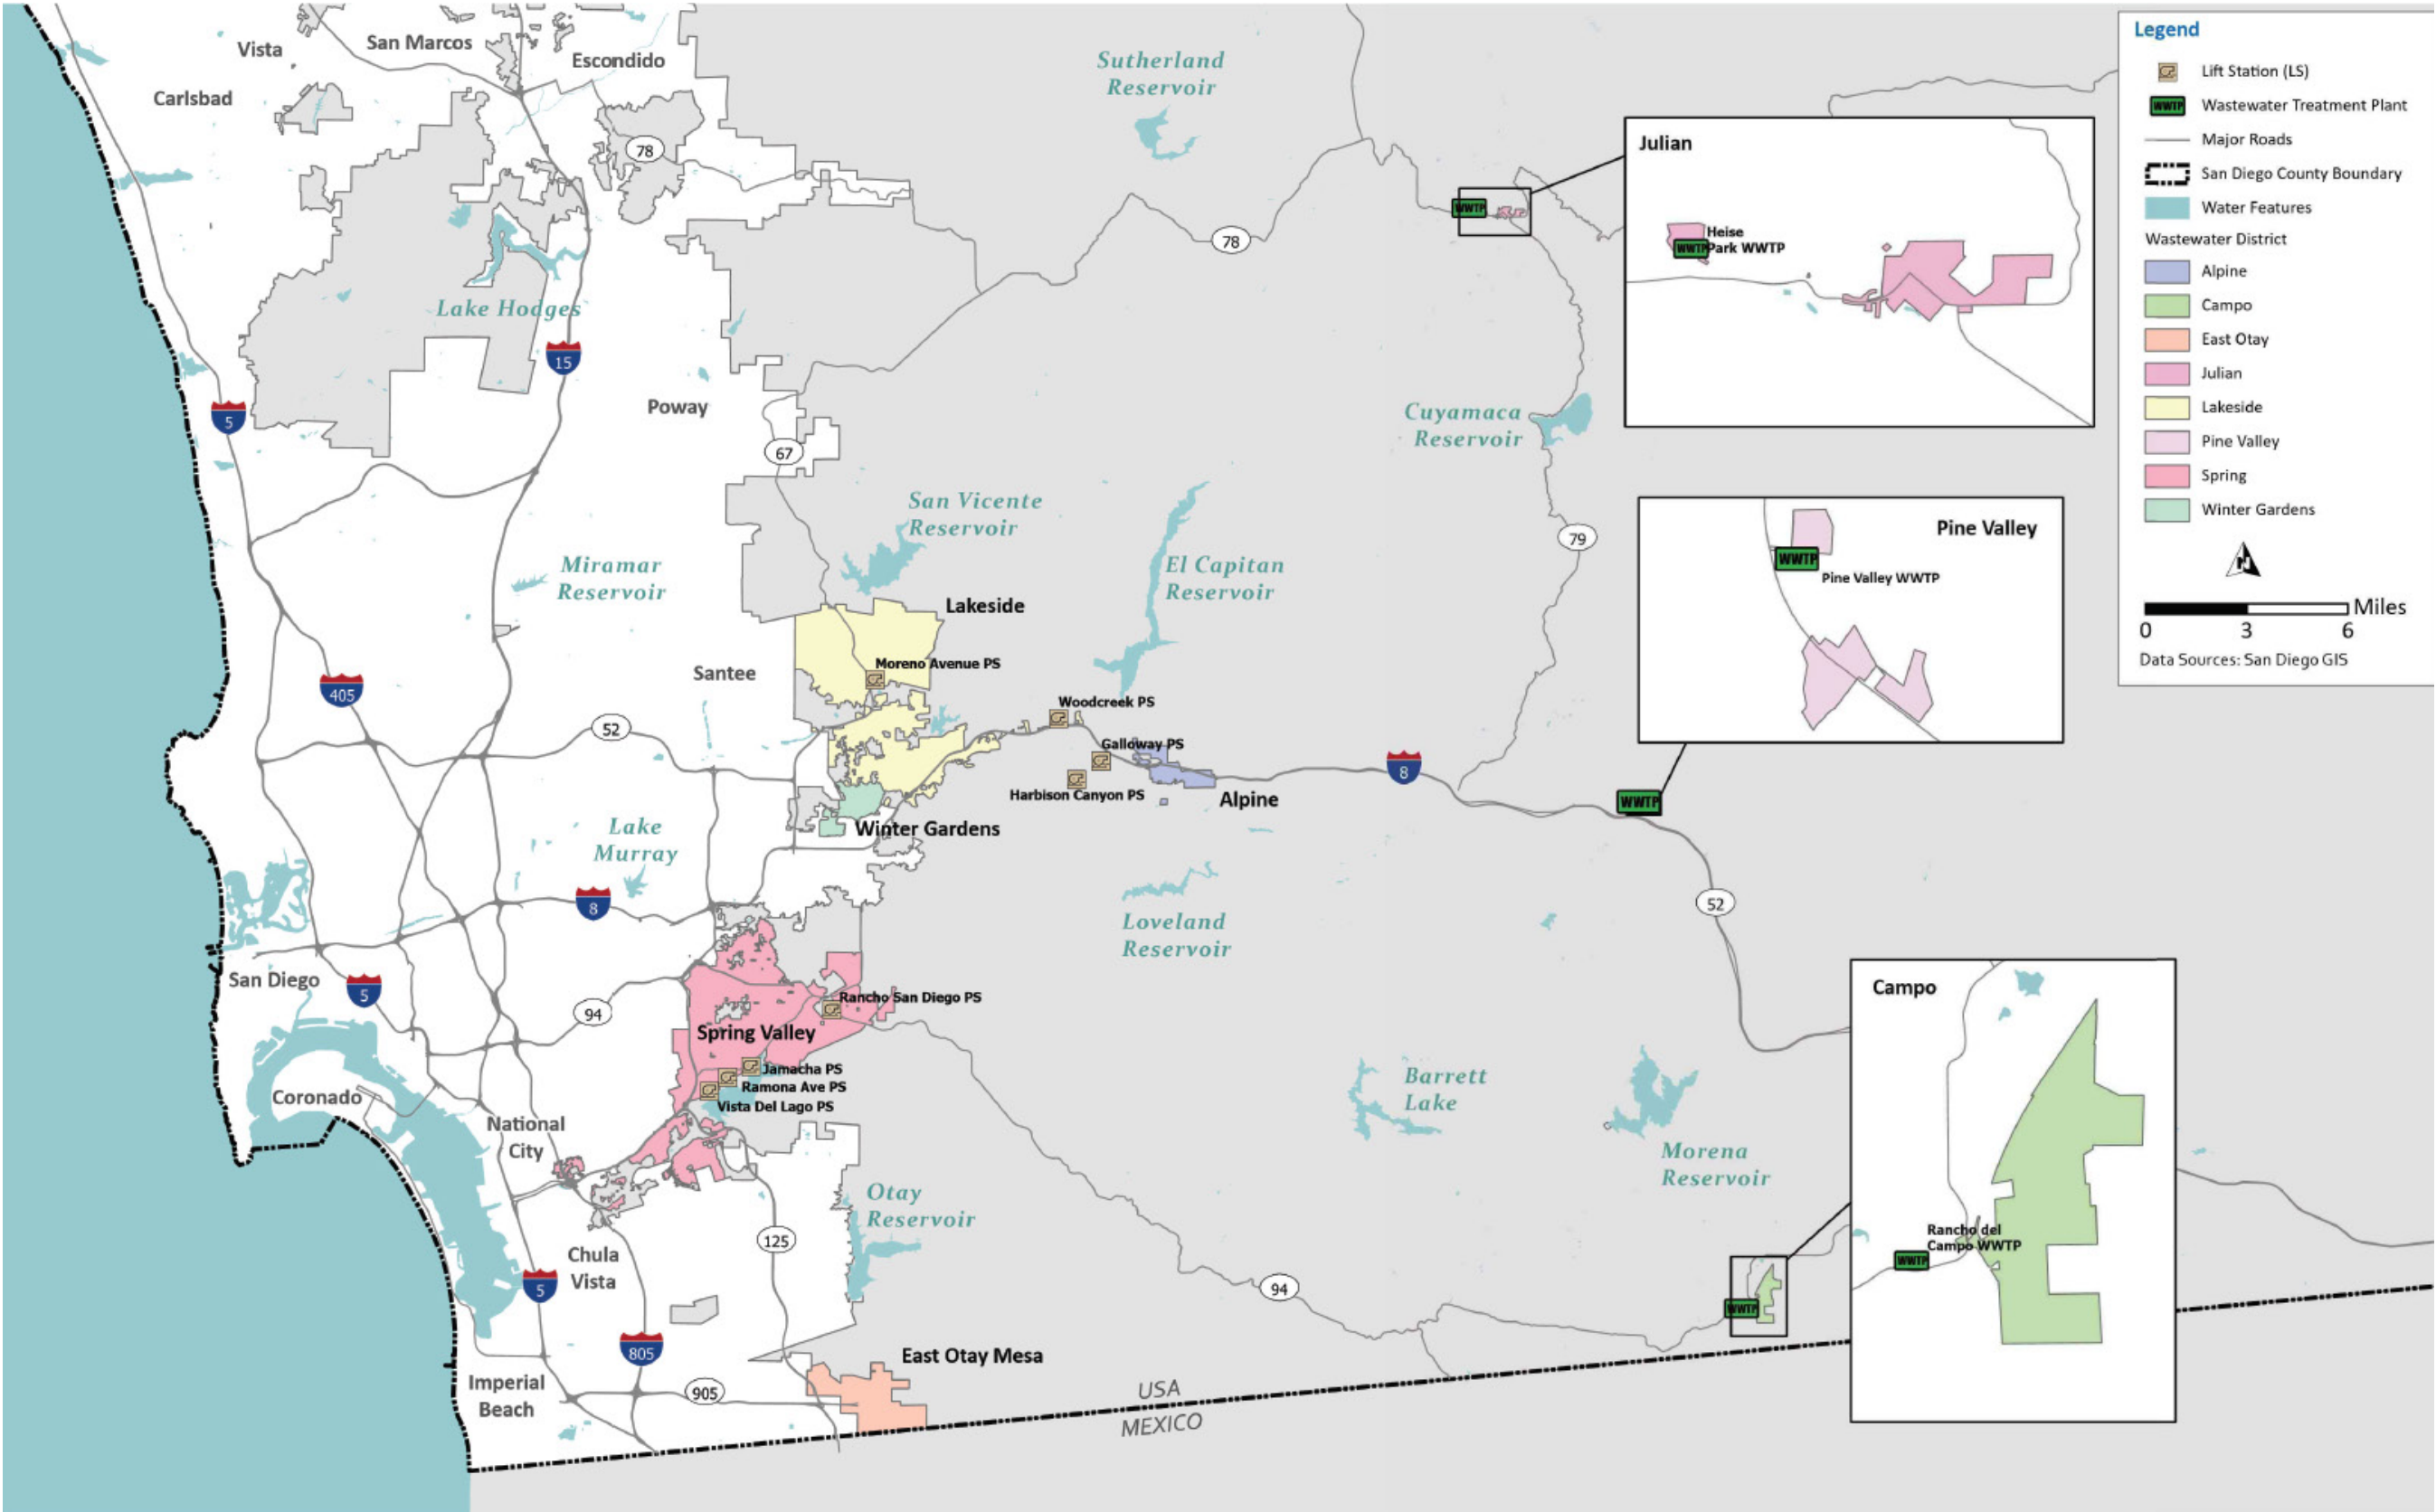 Vista
San Marcos
Escondido
Carlsbad
78
Sutherland
Reservoir
78
Lake Hodges
15
5
Poway
67
Cuyamaca
Reservoir
San Vicente
Reservoir
79
Miramar
Reservoir
El Capitan
Reservoir
Lakeside
Moreno Avenue PS
Santee
405
52
Woodcreek PS
Galloway PS
Harbison Canyon PS
Alpine
8
WWTP
Winter Gardens
Lake
Murray
8
52
Loveland
Reservoir
San Diego
5
94
Rancho San Diego PS
Spring Valley
Jamacha PS
Ramona Ave PS
Vista Del Lago PS
Coronado
National
City
Barrett
Lake
Morena
Reservoir
Otay
Reservoir
125
Chula
Vista
5
94
WWTP
805
East Otay Mesa
Imperial
Beach
905
USA
MEXICO
WWTP
Julian
Heise
Park WWTP
WWTP
Pine Valley
WWTP
Pine Valley WWTP
Campo
Rancho del
Campo WWTP
WWTP
Legend
Lift Station (LS)
WWTP Wastewater Treatment Plant
Major Roads
San Diego County Boundary
Water Features
Wastewater District
Alpine
Campo
East Otay
Julian
Lakeside
Pine Valley
Spring
Winter Gardens
N
Miles
0 3 6
Data Sources: San Diego GIS